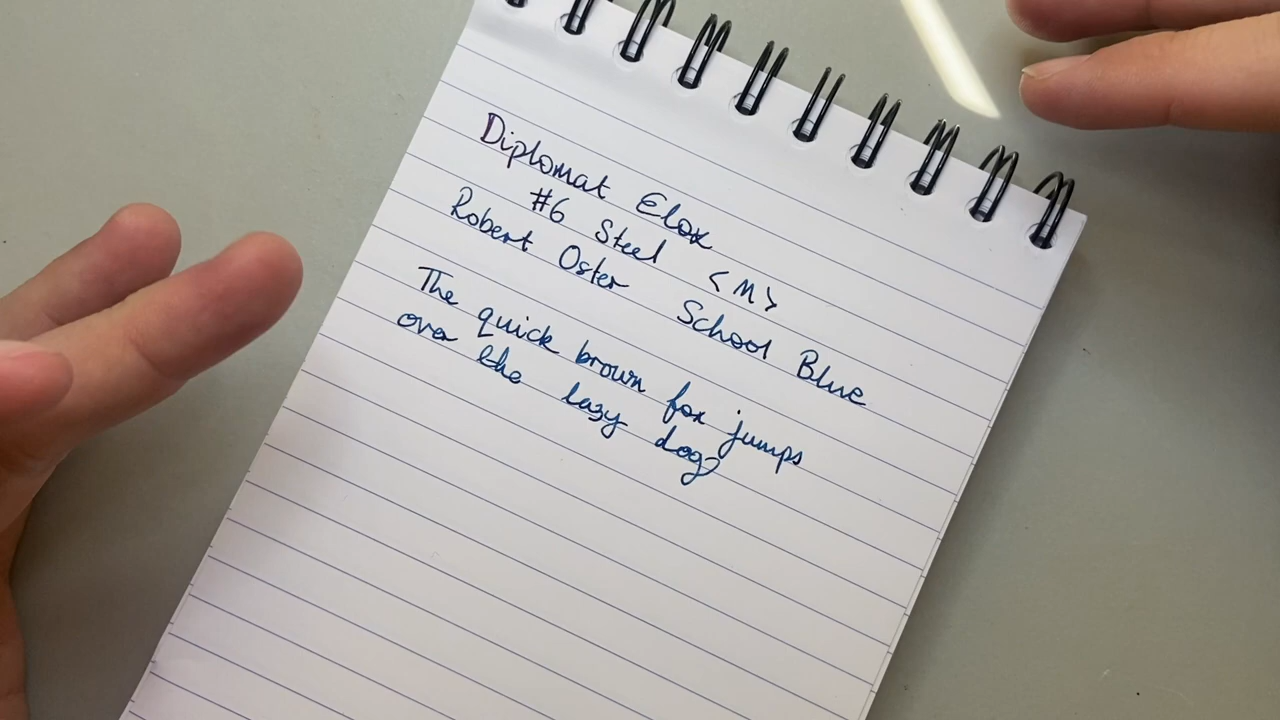 Diplomat Elox
#6 Steel <M>
Robert Oster School Blue
The quick brown fox jumps
over the lazy dog